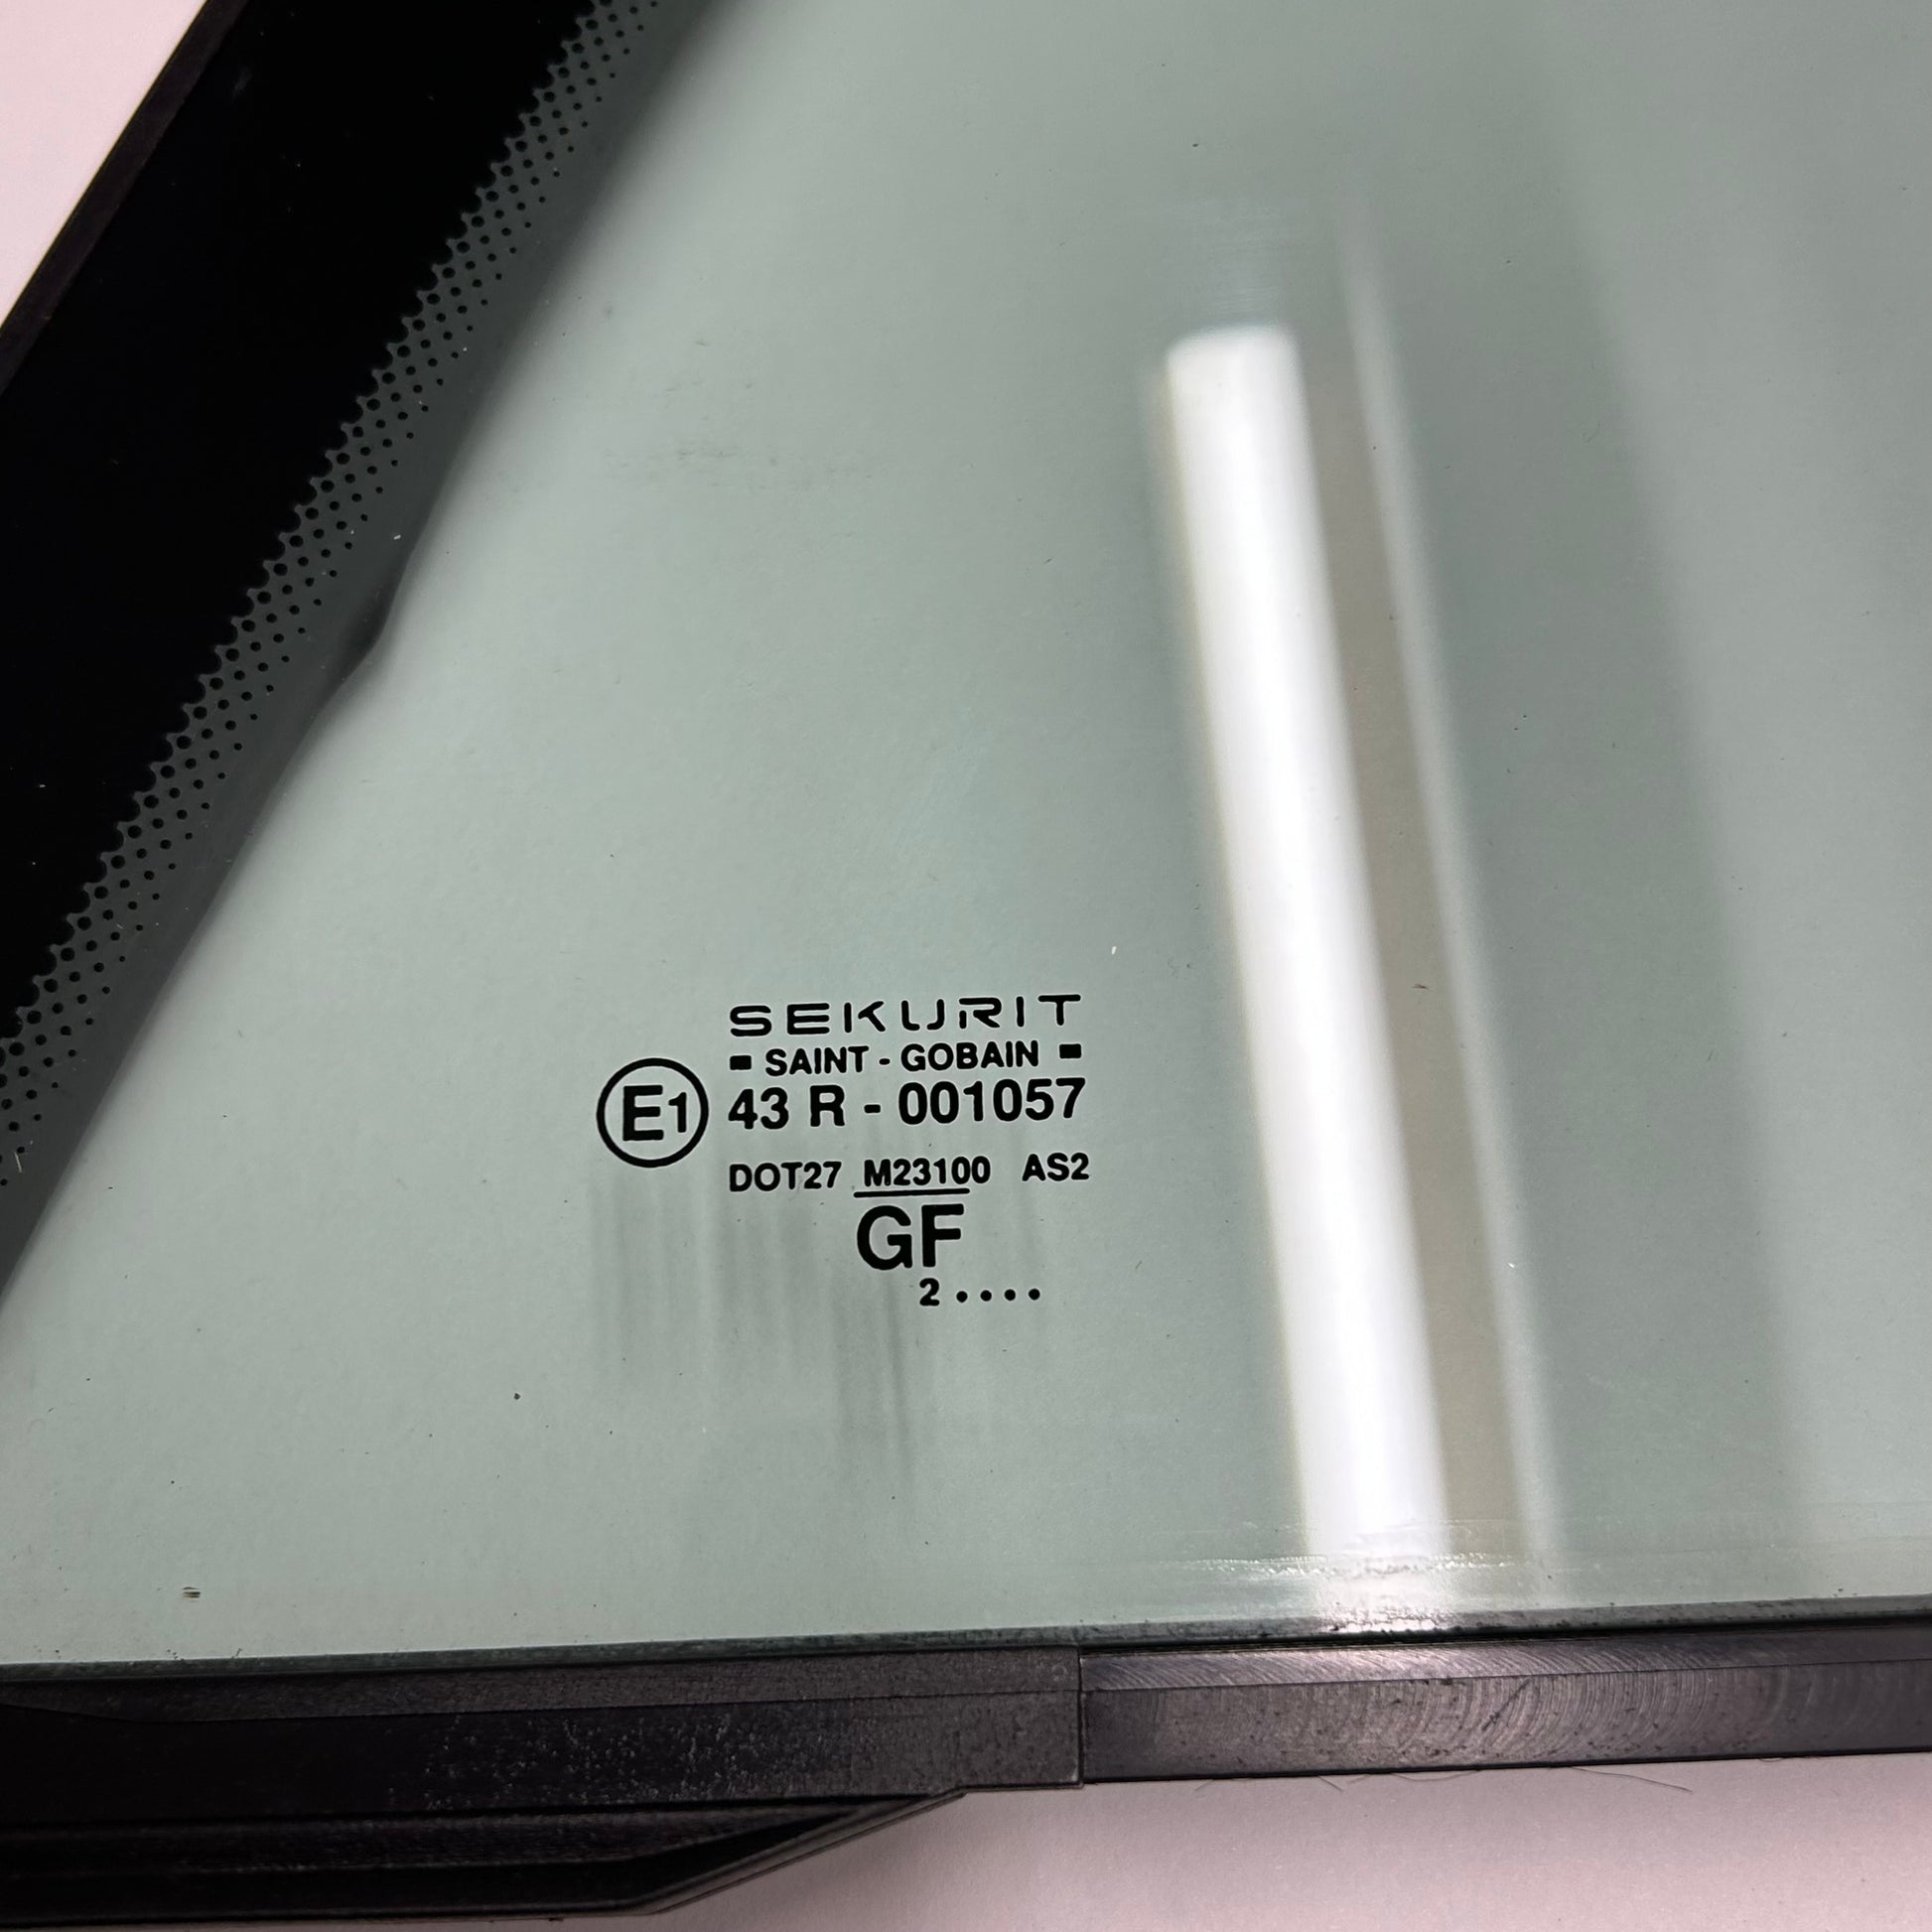 SEKURIT
SAINT - GOBAIN
E1 43 R - 001057
DOT27 M23100 AS2
GF
2 . . . .